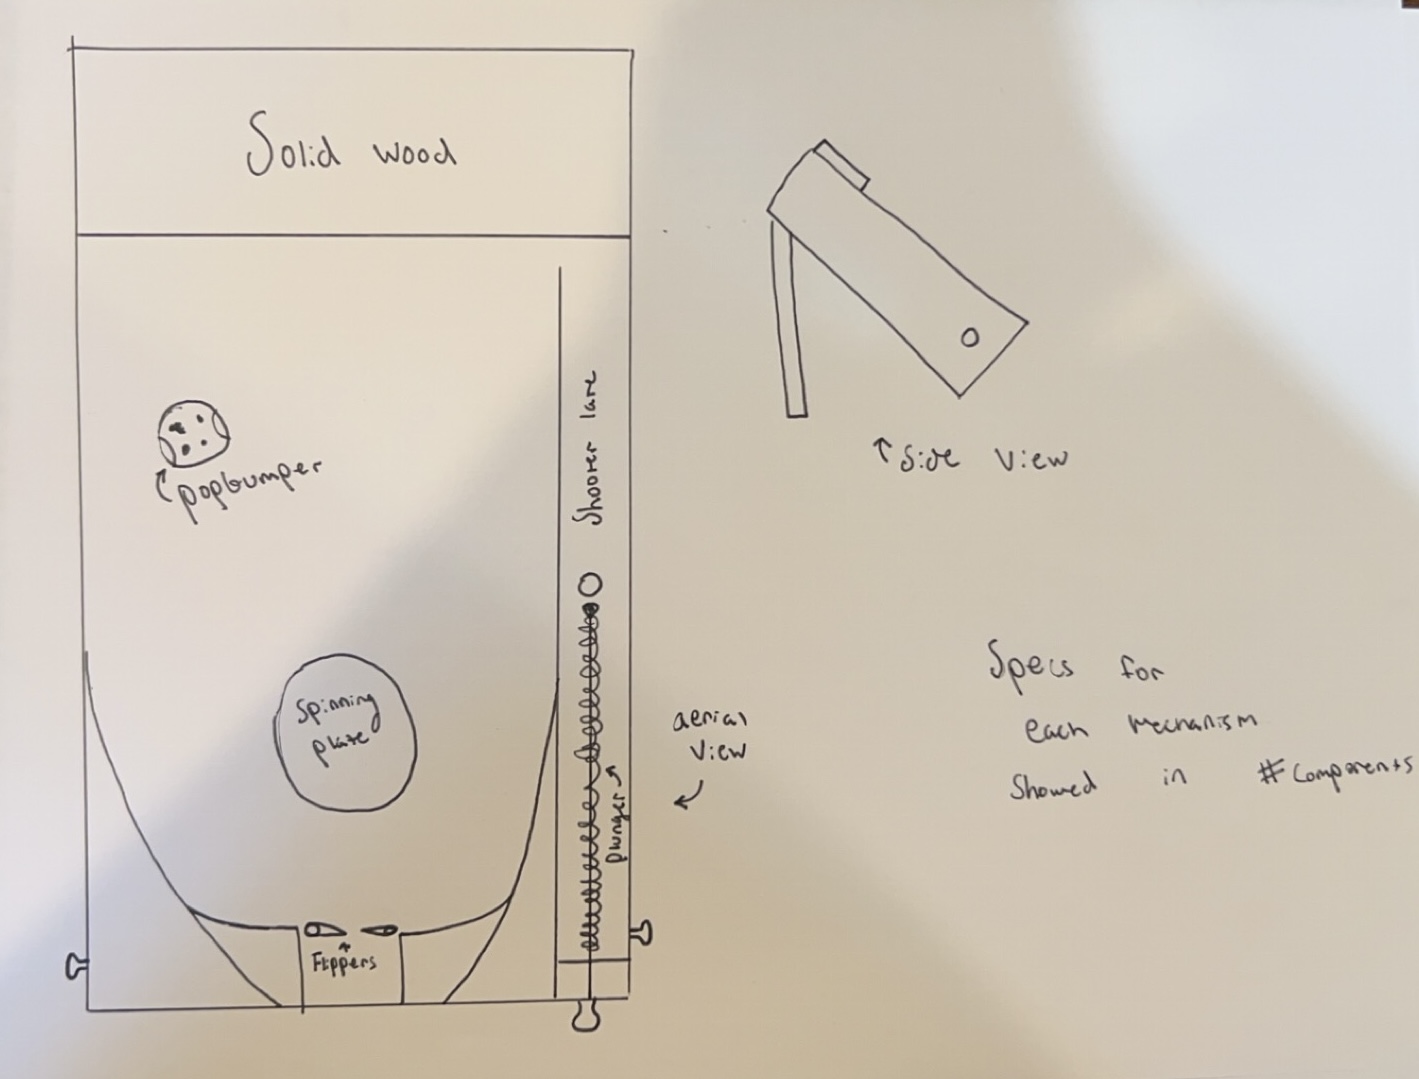 Solid wood
popbumper
Shooter lane
Spinning
plate
plunger
Flippers
aerial
view
Side View
Specs for
each mechanism
Showed in #Components